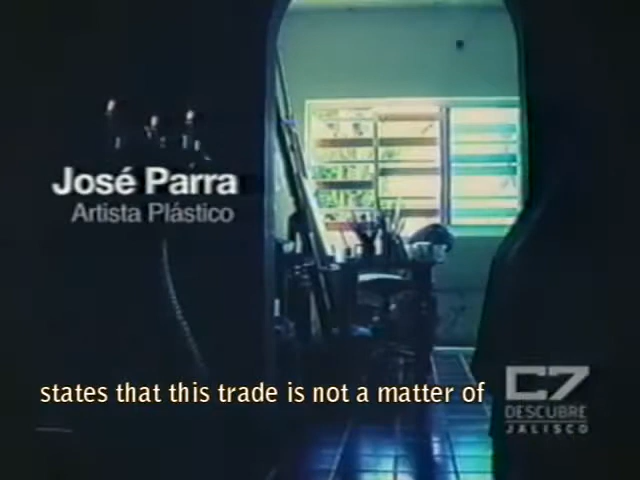 José Parra
Artista Plástico
states that this trade is not a matter of
C7
DESCUBRE
JALISCO